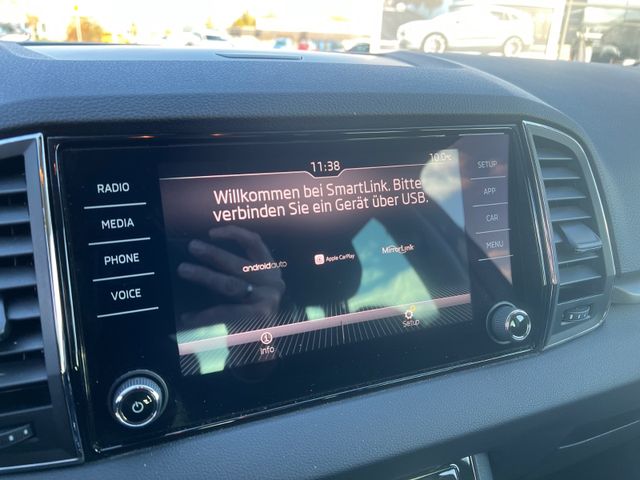 11:38
10.0°C
RADIO
MEDIA
PHONE
VOICE
Willkommen bei SmartLink. Bitte
verbinden Sie ein Gerät über USB.
androidauto
Apple CarPlay
MirrorLink
Info
Setup
SETUP
APP
CAR
MENU